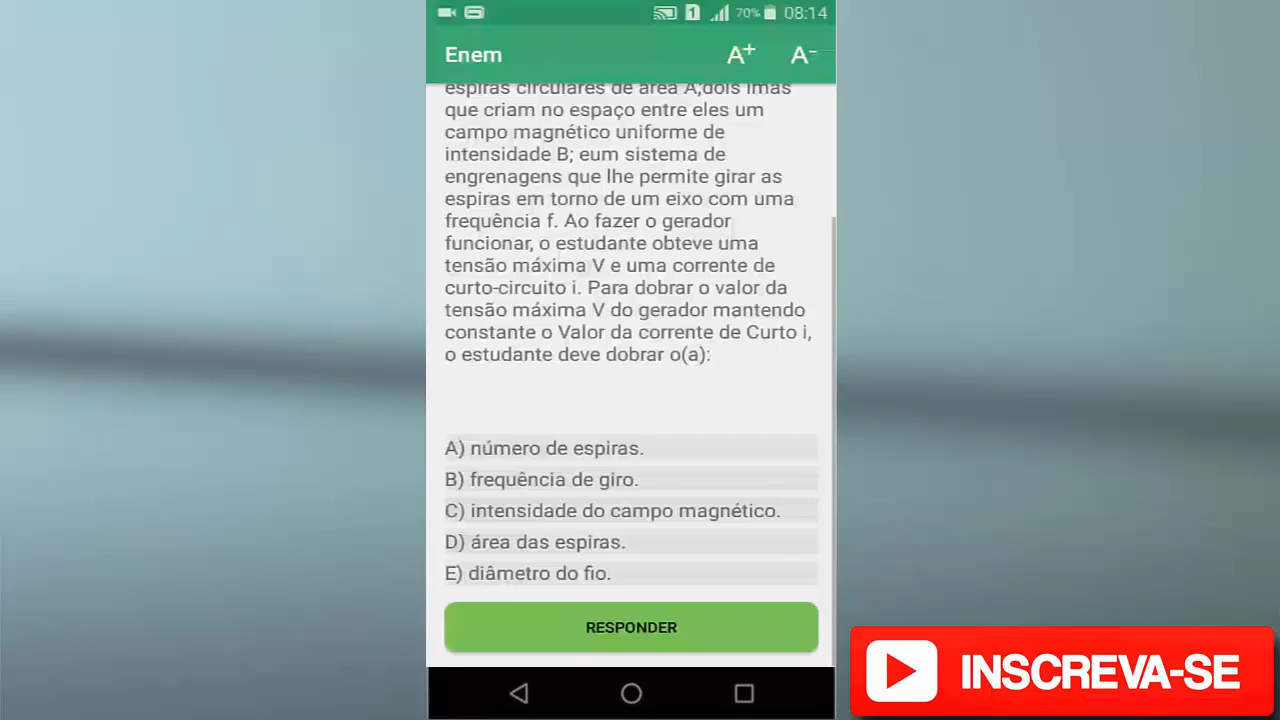 1 70% 08:14
Enem A+ A-
espiras circulares de área A;dois ímas
que criam no espaço entre eles um
campo magnético uniforme de
intensidade B; eum sistema de
engrenagens que lhe permite girar as
espiras em torno de um eixo com uma
frequência f. Ao fazer o gerador
funcionar, o estudante obteve uma
tensão máxima V e uma corrente de
curto-circuito i. Para dobrar o valor da
tensão máxima V do gerador mantendo
constante o Valor da corrente de Curto i,
o estudante deve dobrar o(a):
A) número de espiras.
B) frequência de giro.
C) intensidade do campo magnético.
D) área das espiras.
E) diâmetro do fio.
RESPONDER
INSCREVA-SE